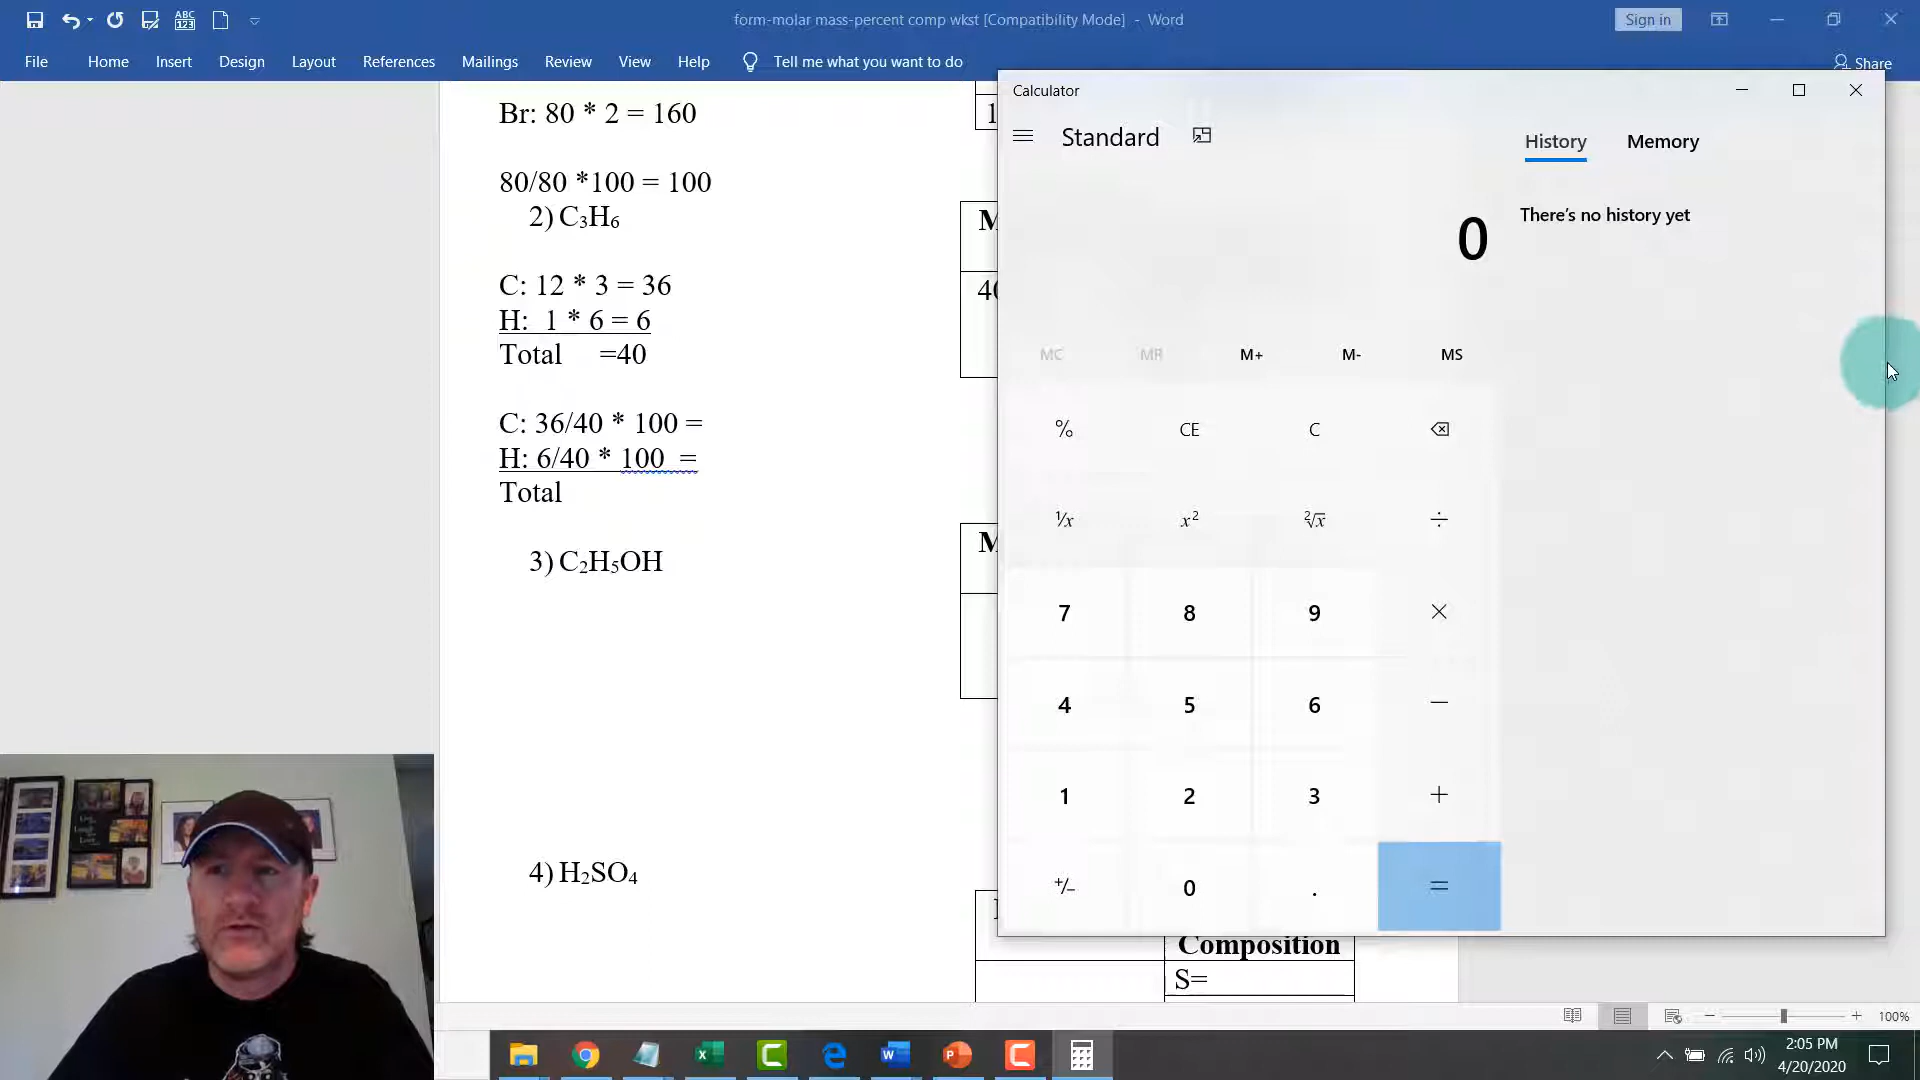 ABC
123
form-molar mass-percent comp wkst [Compatibility Mode] - Word
Sign in
File Home Insert Design Layout References Mailings Review View Help Tell me what you want to do
Share
Br: 80 * 2 = 160
80/80 *100 = 100
2) C₃H₆
C: 12 * 3 = 36
H: 1 * 6 = 6
Total =40
C: 36/40 * 100 =
H: 6/40 * 100 =
Total
3) C₂H₅OH
4) H₂SO₄
40
Composition
S=
Calculator
Standard
History Memory
There's no history yet
0
MC MR M+ M- MS
% CE C
¹/x x² ²√x ÷
7 8 9 ×
4 5 6 −
1 2 3 +
+/− 0 . =
100%
2:05 PM
4/20/2020